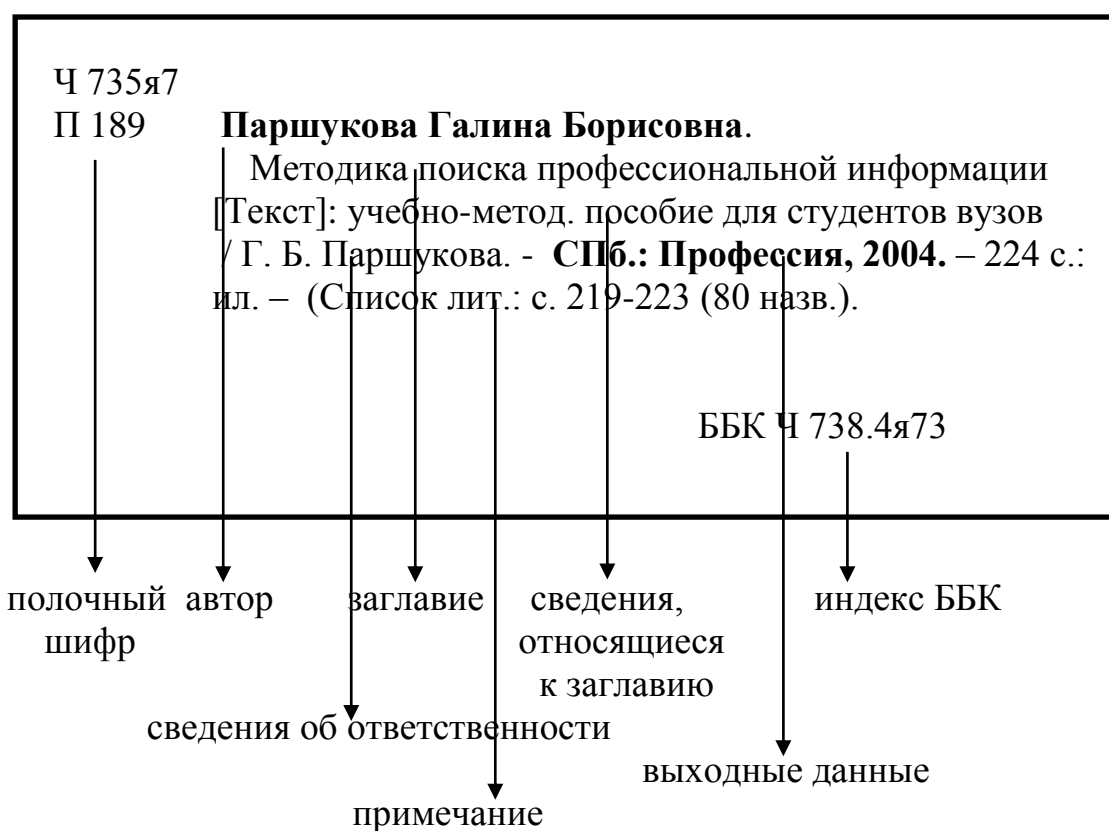 Ч 735я7
П 189 Паршукова Галина Борисовна.
Методика поиска профессиональной информации
[Текст]: учебно-метод. пособие для студентов вузов
/ Г. Б. Паршукова. - СПб.: Профессия, 2004. – 224 с.:
ил. – (Список лит.: с. 219-223 (80 назв.).
ББК Ч 738.4я73
полочный автор заглавие сведения, индекс ББК
шифр относящиеся
к заглавию
сведения об ответственности
выходные данные
примечание